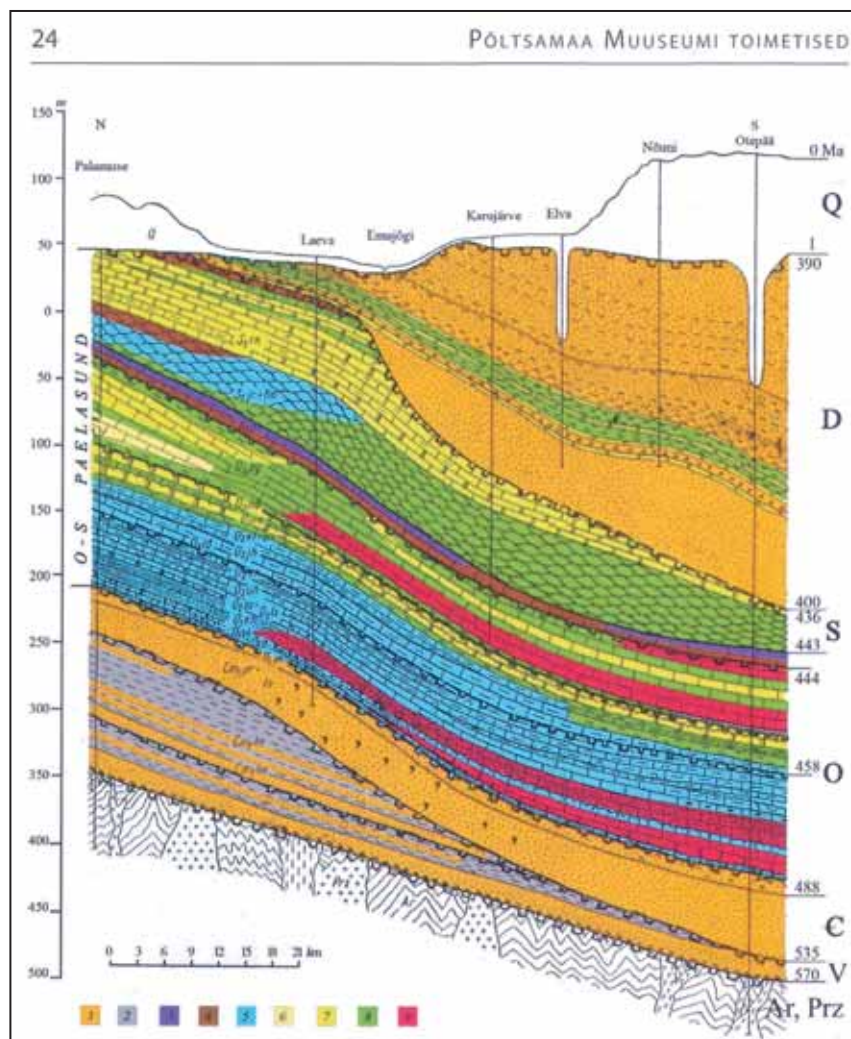 24
PÕLTSAMAA MUUSEUMI TOIMETISED
m
150
100
50
0
50
100
150
200
250
300
350
400
450
500
N
S
Palamuse
Laeva
Emajõgi
Karujärve
Elva
Nõuni
Otepää
0 Ma
Q
1
390
D
400
436
S
443
444
458
O
488
Є
535
V
570
Ar, Prz
O-S PAELASUND
Q
Prz
Ar
0 3 6 9 12 15 18 21 km
1 2 3 4 5 6 7 8 9